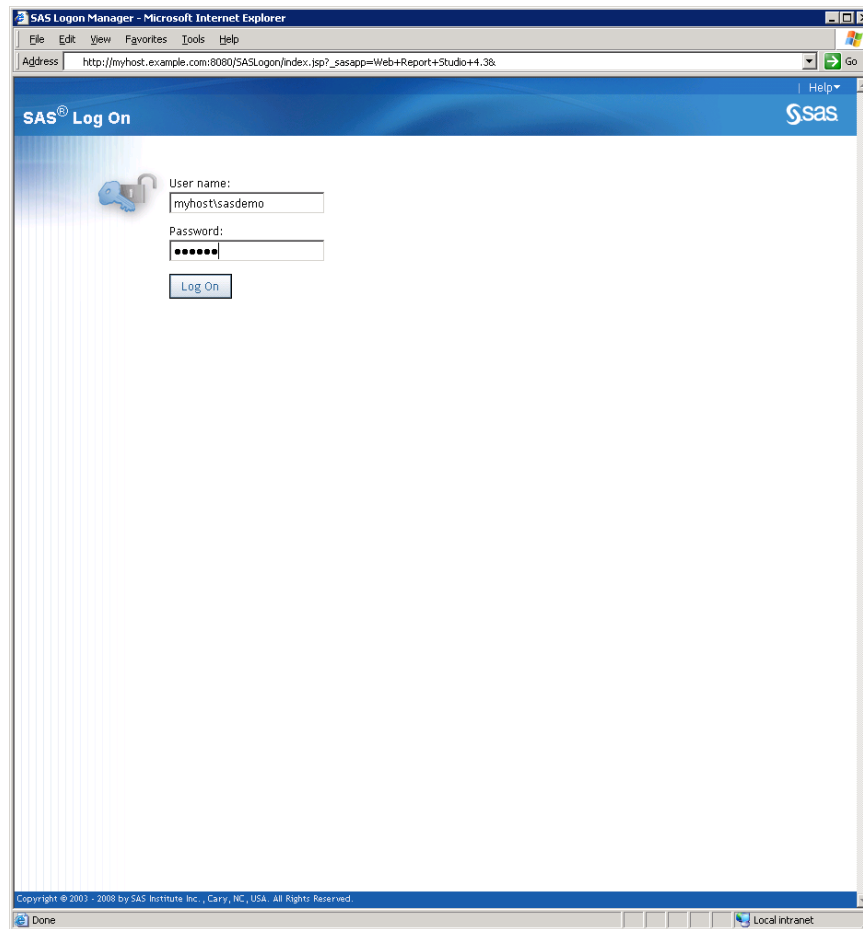 SAS Logon Manager - Microsoft Internet Explorer
File Edit View Favorites Tools Help
Address http://myhost.example.com:8080/SASLogon/index.jsp?_sasapp=Web+Report+Studio+4.3& Go
| Help
SAS® Log On
sas
User name:
myhost\sasdemo
Password:
••••••
Log On
Copyright © 2003 - 2008 by SAS Institute Inc., Cary, NC, USA. All Rights Reserved.
Done
Local intranet